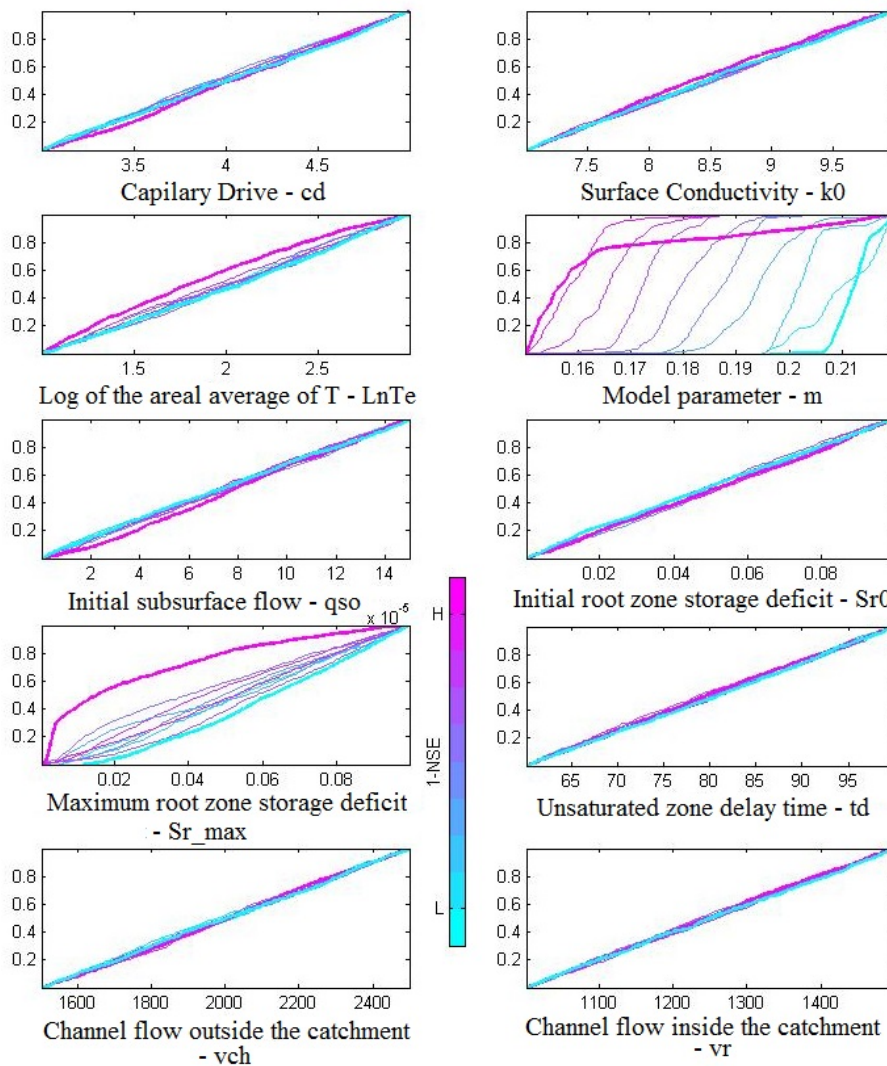 0.8
0.6
0.4
0.2
3.5 4 4.5
Capilary Drive - cd
0.8
0.6
0.4
0.2
7.5 8 8.5 9 9.5
Surface Conductivity - k0
0.8
0.6
0.4
0.2
1.5 2 2.5
Log of the areal average of T - LnTe
0.8
0.6
0.4
0.2
0.16 0.17 0.18 0.19 0.2 0.21
Model parameter - m
0.8
0.6
0.4
0.2
2 4 6 8 10 12 14
Initial subsurface flow - qso
x 10-5
0.8
0.6
0.4
0.2
0.02 0.04 0.06 0.08
Initial root zone storage deficit - Sr0
0.8
0.6
0.4
0.2
0.02 0.04 0.06 0.08
Maximum root zone storage deficit
- Sr_max
H
1-NSE
L
0.8
0.6
0.4
0.2
65 70 75 80 85 90 95
Unsaturated zone delay time - td
0.8
0.6
0.4
0.2
1600 1800 2000 2200 2400
Channel flow outside the catchment
- vch
0.8
0.6
0.4
0.2
1100 1200 1300 1400
Channel flow inside the catchment
- vr